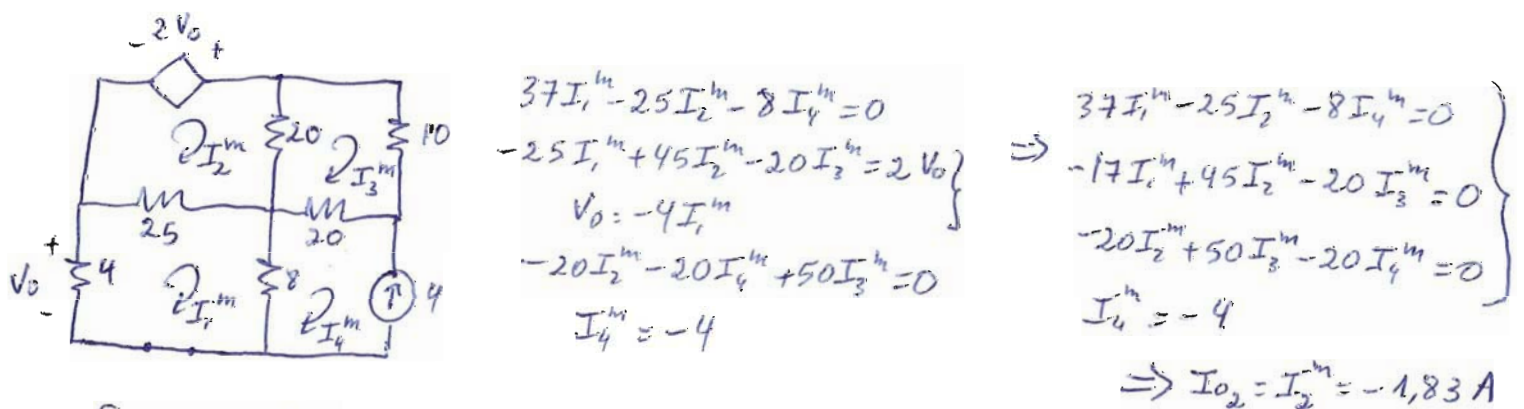 - 2V₀ +
20
10
I₂ᵐ
I₃ᵐ
25
20
+
V₀
-
4
8
I₁ᵐ
I₄ᵐ
4
37I₁ᵐ - 25I₂ᵐ - 8I₄ᵐ = 0
-25I₁ᵐ + 45I₂ᵐ - 20I₃ᵐ = 2V₀ }
V₀ = -4I₁ᵐ
-20I₂ᵐ - 20I₄ᵐ + 50I₃ᵐ = 0
I₄ᵐ = -4
⇒ 37I₁ᵐ - 25I₂ᵐ - 8I₄ᵐ = 0
-17I₁ᵐ + 45I₂ᵐ - 20I₃ᵐ = 0 }
-20I₂ᵐ + 50I₃ᵐ - 20I₄ᵐ = 0
I₄ᵐ = -4
⇒ I₀₂ = I₂ᵐ = -1,83 A